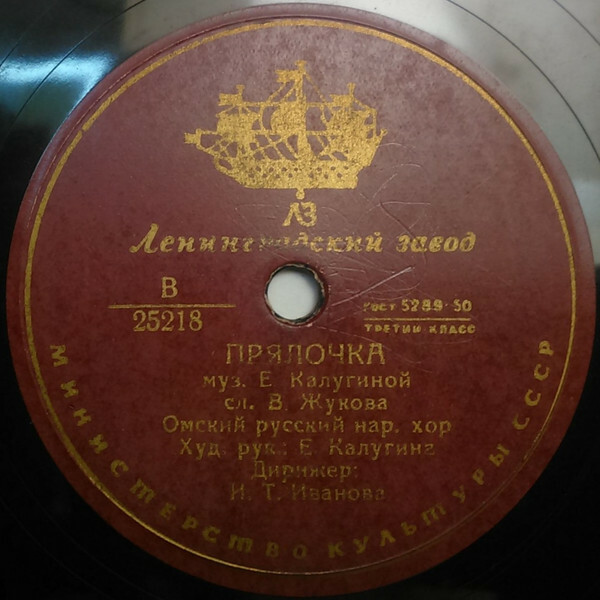 ЛЗ
Ленинградский завод
В
25218
ГОСТ 5289-50
ТРЕТИЙ КЛАСС
ПРЯЛОЧКА
муз. Е. Калугиной
сл. В. Жукова
Омский русский нар. хор
Худ. рук.: Е. Калугина
Дирижер:
И. Т. Иванова
МИНИСТЕРСТВО КУЛЬТУРЫ СССР